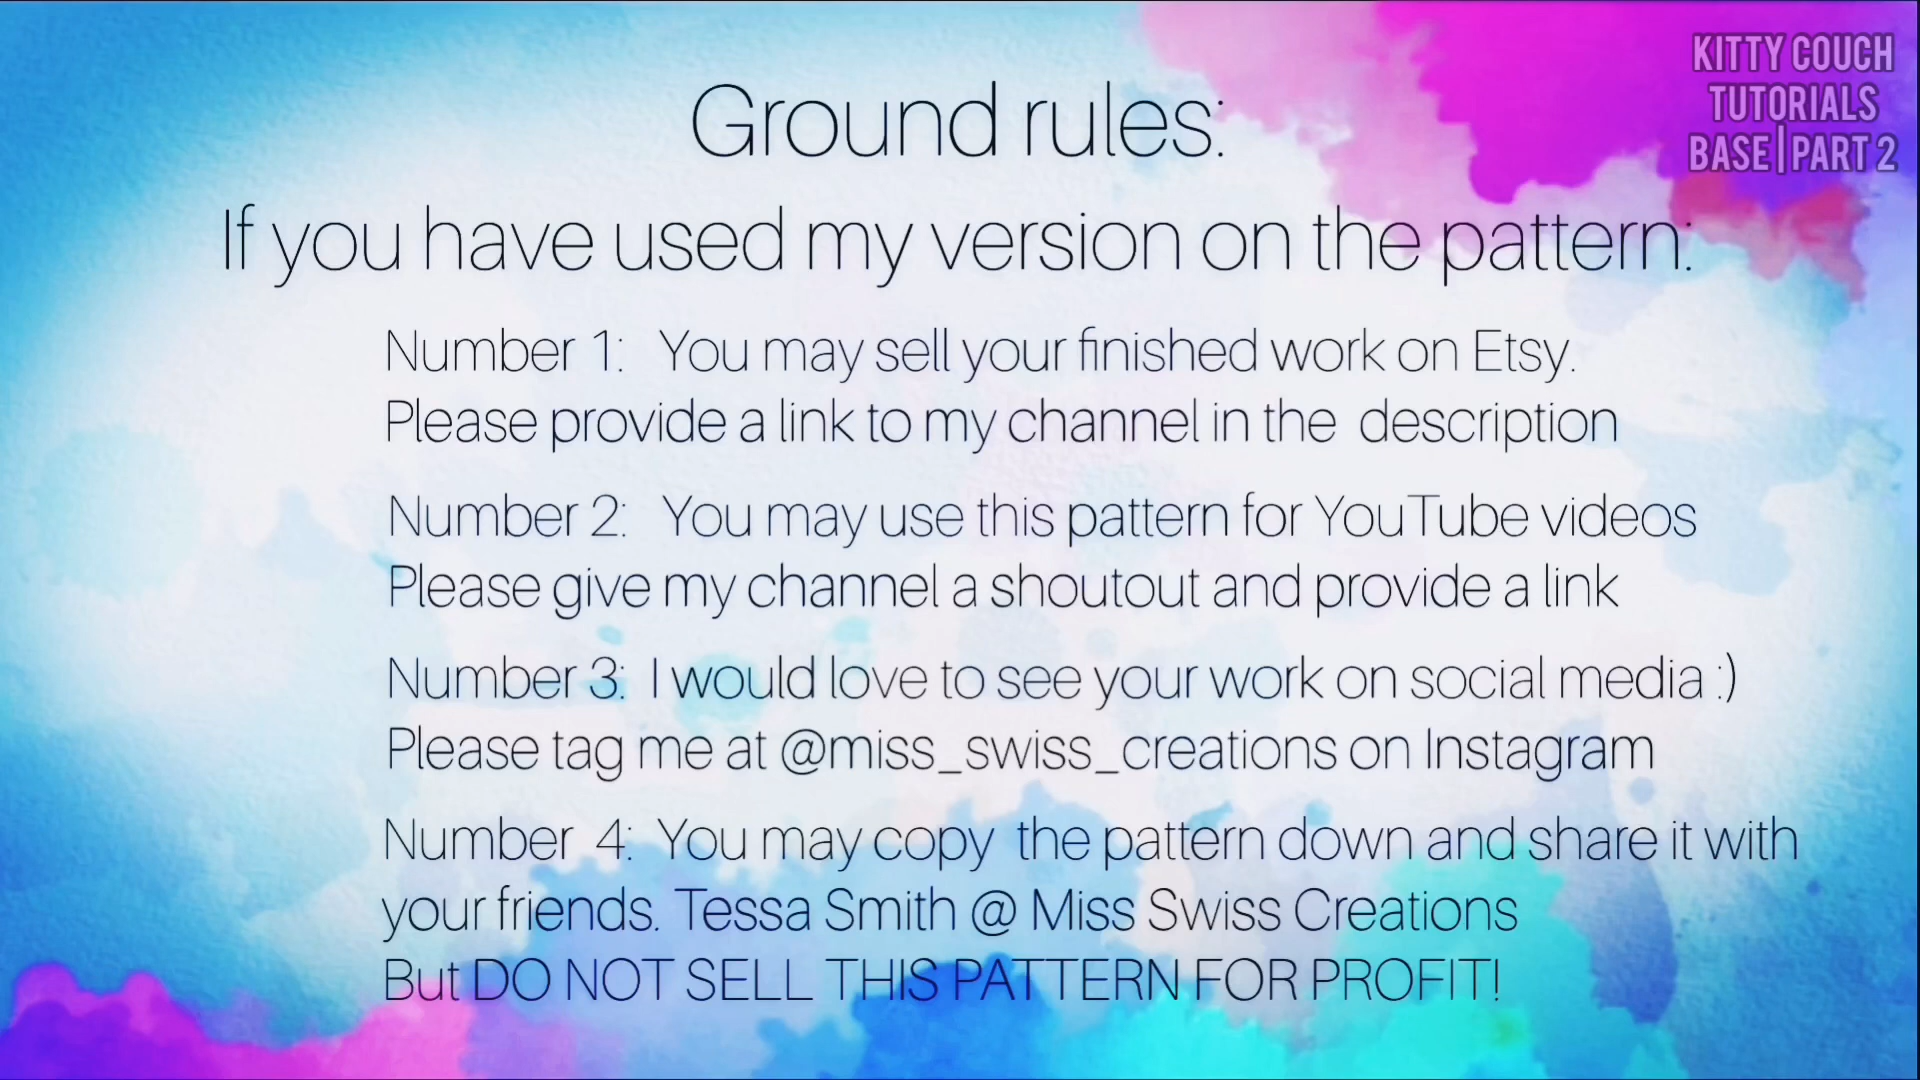 KITTY COUCH
TUTORIALS
BASE|PART 2
Ground rules:
If you have used my version on the pattern:
Number 1: You may sell your finished work on Etsy.
Please provide a link to my channel in the description
Number 2: You may use this pattern for YouTube videos
Please give my channel a shoutout and provide a link
Number 3: I would love to see your work on social media :)
Please tag me at @miss_swiss_creations on Instagram
Number 4: You may copy the pattern down and share it with
your friends. Tessa Smith @ Miss Swiss Creations
But DO NOT SELL THIS PATTERN FOR PROFIT!